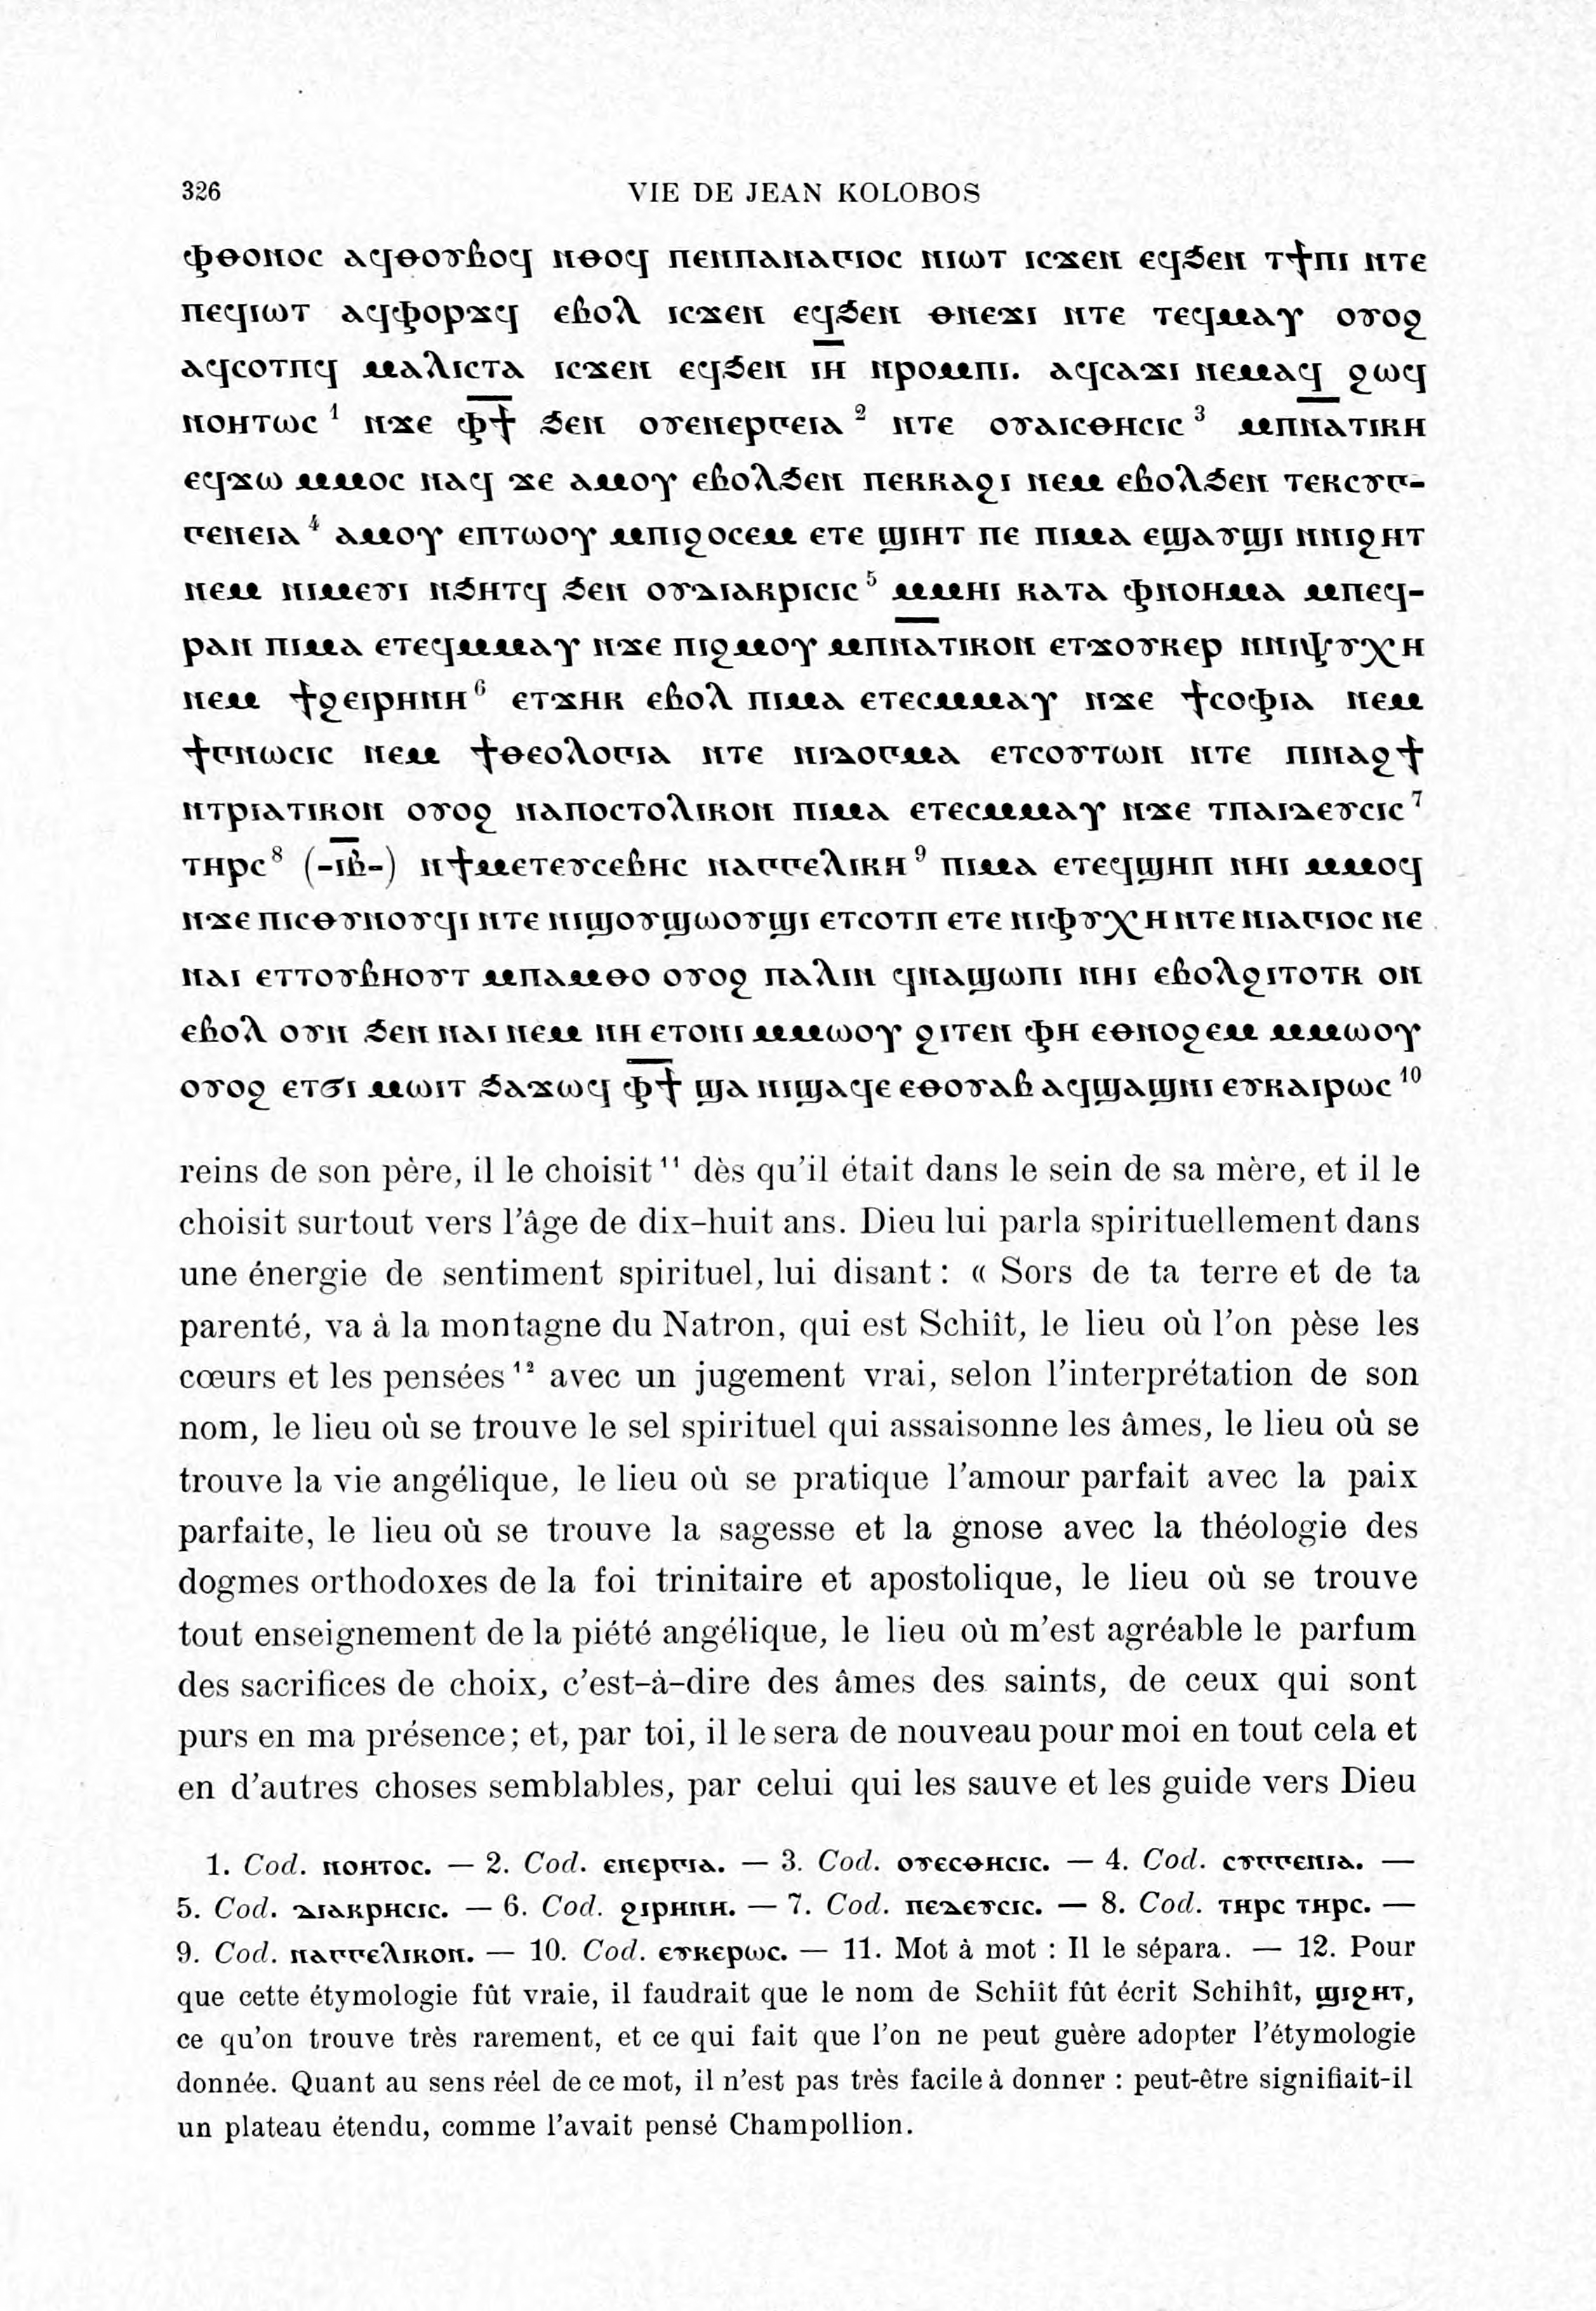 326 VIE DE JEAN KOLOBOS
ⲫⲑⲟⲛⲟⲥ ⲁϥⲑⲟⲩⲃⲟϥ ⲛⲑⲟϥ ⲡⲉⲛⲡⲁⲛⲁⲅⲓⲟⲥ ⲛⲓⲱⲧ ⲓⲥϫⲉⲛ ⲉϥϧⲉⲛ ⲧϯⲡⲓ ⲛⲧⲉ
ⲡⲉϥⲓⲱⲧ ⲁϥⲫⲟⲣϫϥ ⲉⲃⲟⲗ ⲓⲥϫⲉⲛ ⲉϥϧⲉⲛ ⲑⲛⲉϫⲓ ⲛⲧⲉ ⲧⲉϥⲙⲁⲩ ⲟⲩⲟϩ
ⲁϥⲥⲟⲧⲡϥ ⲙⲁⲗⲓⲥⲧⲁ ⲓⲥϫⲉⲛ ⲉϥϧⲉⲛ ⲓ̅ⲏ̅ ⲛⲣⲟⲙⲡⲓ. ⲁϥⲥⲁϫⲓ ⲛⲉⲙⲁϥ ϩⲱϥ
ⲛⲟⲏⲧⲱⲥ ¹ ⲛϫⲉ ⲫ̅ϯ̅ ϧⲉⲛ ⲟⲩⲉⲛⲉⲣⲅⲉⲓⲁ ² ⲛⲧⲉ ⲟⲩⲁⲓⲥⲑⲏⲥⲓⲥ ³ ⲙⲡⲛ̅ⲁ̅ⲧⲓⲕⲏ
ⲉϥϫⲱ ⲙⲙⲟⲥ ⲛⲁϥ ϫⲉ ⲁⲙⲟⲩ ⲉⲃⲟⲗϧⲉⲛ ⲡⲉⲕⲕⲁϩⲓ ⲛⲉⲙ ⲉⲃⲟⲗϧⲉⲛ ⲧⲉⲕⲥⲩⲅ-
ⲅⲉⲛⲉⲓⲁ ⁴ ⲁⲙⲟⲩ ⲉⲡⲧⲱⲟⲩ ⲙⲡⲓϩⲟⲥⲉⲙ ⲉⲧⲉ ϣⲓⲏⲧ ⲡⲉ ⲡⲓⲙⲁ ⲉϣⲁⲩϣⲓ ⲛⲛⲓϩⲏⲧ
ⲛⲉⲙ ⲛⲓⲙⲉⲩⲓ ⲛϧⲏⲧϥ ϧⲉⲛ ⲟⲩⲇⲓⲁⲕⲣⲓⲥⲓⲥ ⁵ ⲙⲙⲏⲓ ⲕⲁⲧⲁ ⲫⲛⲟⲏⲙⲁ ⲙⲡⲉϥ-
ⲣⲁⲛ ⲡⲓⲙⲁ ⲉⲧⲉϥⲙⲙⲁⲩ ⲛϫⲉ ⲡⲓϩⲙⲟⲩ ⲙⲡⲛ̅ⲁ̅ⲧⲓⲕⲟⲛ ⲉⲧϫⲟⲩⲕⲉⲣ ⲛⲛⲓⲯⲩⲭⲏ
ⲛⲉⲙ ϯϩⲉⲓⲣⲏⲛⲏ ⁶ ⲉⲧϫⲏⲕ ⲉⲃⲟⲗ ⲡⲓⲙⲁ ⲉⲧⲉⲥⲙⲙⲁⲩ ⲛϫⲉ ϯⲥⲟⲫⲓⲁ ⲛⲉⲙ
ϯⲅⲛⲱⲥⲓⲥ ⲛⲉⲙ ϯⲑⲉⲟⲗⲟⲅⲓⲁ ⲛⲧⲉ ⲛⲓⲇⲟⲅⲙⲁ ⲉⲧⲥⲟⲩⲧⲱⲛ ⲛⲧⲉ ⲡⲓⲛⲁϩϯ
ⲛⲧⲣⲓⲁⲧⲓⲕⲟⲛ ⲟⲩⲟϩ ⲛⲁⲡⲟⲥⲧⲟⲗⲓⲕⲟⲛ ⲡⲓⲙⲁ ⲉⲧⲉⲥⲙⲙⲁⲩ ⲛϫⲉ ⲧⲡⲁⲓⲇⲉⲩⲥⲓⲥ ⁷
ⲧⲏⲣⲥ ⁸ (-ⲓ̅ⲃ̅-) ⲛϯⲙⲉⲧⲉⲩⲥⲉⲃⲏⲥ ⲛⲁⲅⲅⲉⲗⲓⲕⲏ ⁹ ⲡⲓⲙⲁ ⲉⲧⲉϥϣⲏⲡ ⲛⲏⲓ ⲙⲙⲟϥ
ⲛϫⲉ ⲡⲓⲥⲑⲩⲛⲟⲩϥⲓ ⲛⲧⲉ ⲛⲓϣⲟⲩϣⲱⲟⲩϣⲓ ⲉⲧⲥⲟⲧⲡ ⲉⲧⲉ ⲛⲓⲫⲩⲭⲏ ⲛⲧⲉ ⲛⲓⲁⲅⲓⲟⲥ ⲛⲉ
ⲛⲁⲓ ⲉⲧⲧⲟⲩⲃⲏⲟⲩⲧ ⲙⲡⲁⲙⲑⲟ ⲟⲩⲟϩ ⲡⲁⲗⲓⲛ ϥⲛⲁϣⲱⲡⲓ ⲛⲏⲓ ⲉⲃⲟⲗϩⲓⲧⲟⲧⲕ ⲟⲛ
ⲉⲃⲟⲗ ⲟⲩⲛ ϧⲉⲛ ⲛⲁⲓ ⲛⲉⲙ ⲛⲏ ⲉⲧⲟⲛⲓ ⲙⲙⲱⲟⲩ ϩⲓⲧⲉⲛ ⲫⲏ ⲉⲑⲛⲟϩⲉⲙ ⲙⲙⲱⲟⲩ
ⲟⲩⲟϩ ⲉⲧϭⲓ ⲙⲱⲓⲧ ϧⲁϫⲱϥ ⲫ̅ϯ̅ ϣⲁ ⲛⲓϣⲁϥⲉ ⲉⲑⲟⲩⲁⲃ ⲁϥϣⲁϣⲛⲓ ⲉⲩⲕⲁⲓⲣⲱⲥ ¹⁰
reins de son père, il le choisit ¹¹ dès qu'il était dans le sein de sa mère, et il le
choisit surtout vers l'âge de dix-huit ans. Dieu lui parla spirituellement dans
une énergie de sentiment spirituel, lui disant : « Sors de ta terre et de ta
parenté, va à la montagne du Natron, qui est Schiît, le lieu où l'on pèse les
cœurs et les pensées ¹² avec un jugement vrai, selon l'interprétation de son
nom, le lieu où se trouve le sel spirituel qui assaisonne les âmes, le lieu où se
trouve la vie angélique, le lieu où se pratique l'amour parfait avec la paix
parfaite, le lieu où se trouve la sagesse et la gnose avec la théologie des
dogmes orthodoxes de la foi trinitaire et apostolique, le lieu où se trouve
tout enseignement de la piété angélique, le lieu où m'est agréable le parfum
des sacrifices de choix, c'est-à-dire des âmes des saints, de ceux qui sont
purs en ma présence; et, par toi, il le sera de nouveau pour moi en tout cela et
en d'autres choses semblables, par celui qui les sauve et les guide vers Dieu
1. Cod. ⲛⲟⲏⲧⲟⲥ. — 2. Cod. ⲉⲛⲉⲣⲅⲓⲁ. — 3. Cod. ⲟⲩⲉⲥⲑⲏⲥⲓⲥ. — 4. Cod. ⲥⲩⲅⲅⲉⲛⲓⲁ. —
5. Cod. ⲇⲓⲁⲕⲣⲏⲥⲓⲥ. — 6. Cod. ϩⲓⲣⲏⲛⲏ. — 7. Cod. ⲡⲉⲇⲉⲩⲥⲓⲥ. — 8. Cod. ⲧⲏⲣⲥ ⲧⲏⲣⲥ. —
9. Cod. ⲛⲁⲅⲅⲉⲗⲓⲕⲟⲛ. — 10. Cod. ⲉⲩⲕⲉⲣⲱⲥ. — 11. Mot à mot : Il le sépara. — 12. Pour
que cette étymologie fût vraie, il faudrait que le nom de Schiît fût écrit Schihît, ϣⲓϩⲏⲧ,
ce qu'on trouve très rarement, et ce qui fait que l'on ne peut guère adopter l'étymologie
donnée. Quant au sens réel de ce mot, il n'est pas très facile à donner : peut-être signifiait-il
un plateau étendu, comme l'avait pensé Champollion.